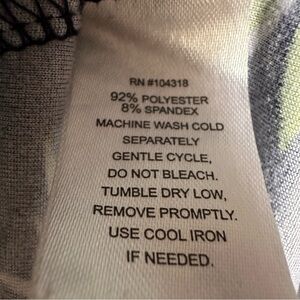 RN #104318
92% POLYESTER
8% SPANDEX
MACHINE WASH COLD
SEPARATELY
GENTLE CYCLE,
DO NOT BLEACH.
TUMBLE DRY LOW,
REMOVE PROMPTLY.
USE COOL IRON
IF NEEDED.